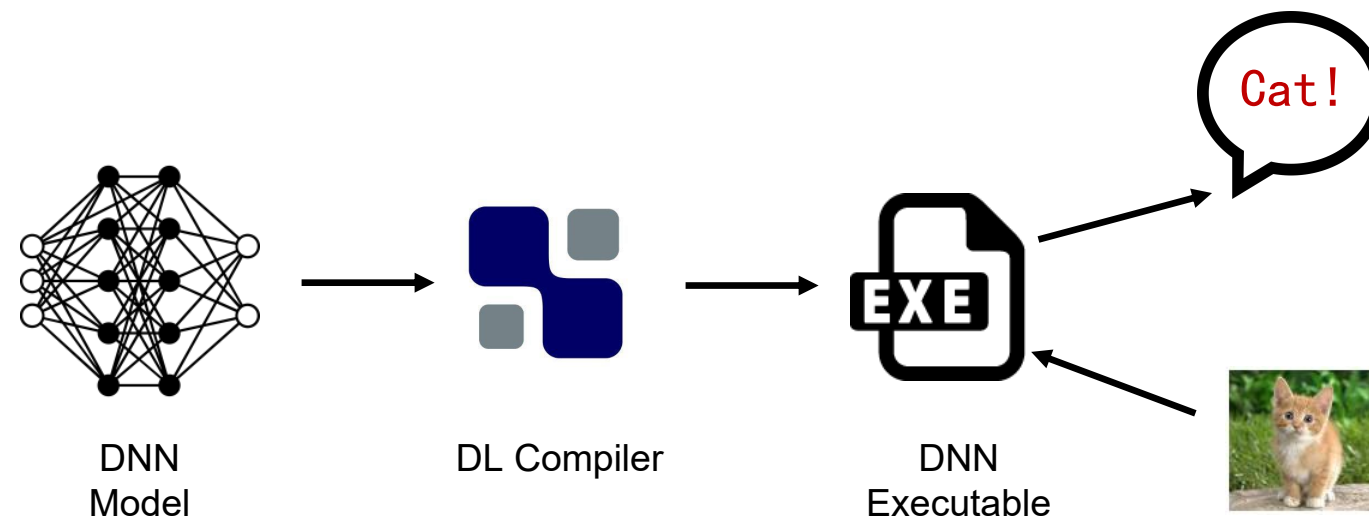 Cat!
EXE
DNN
Model
DL Compiler
DNN
Executable